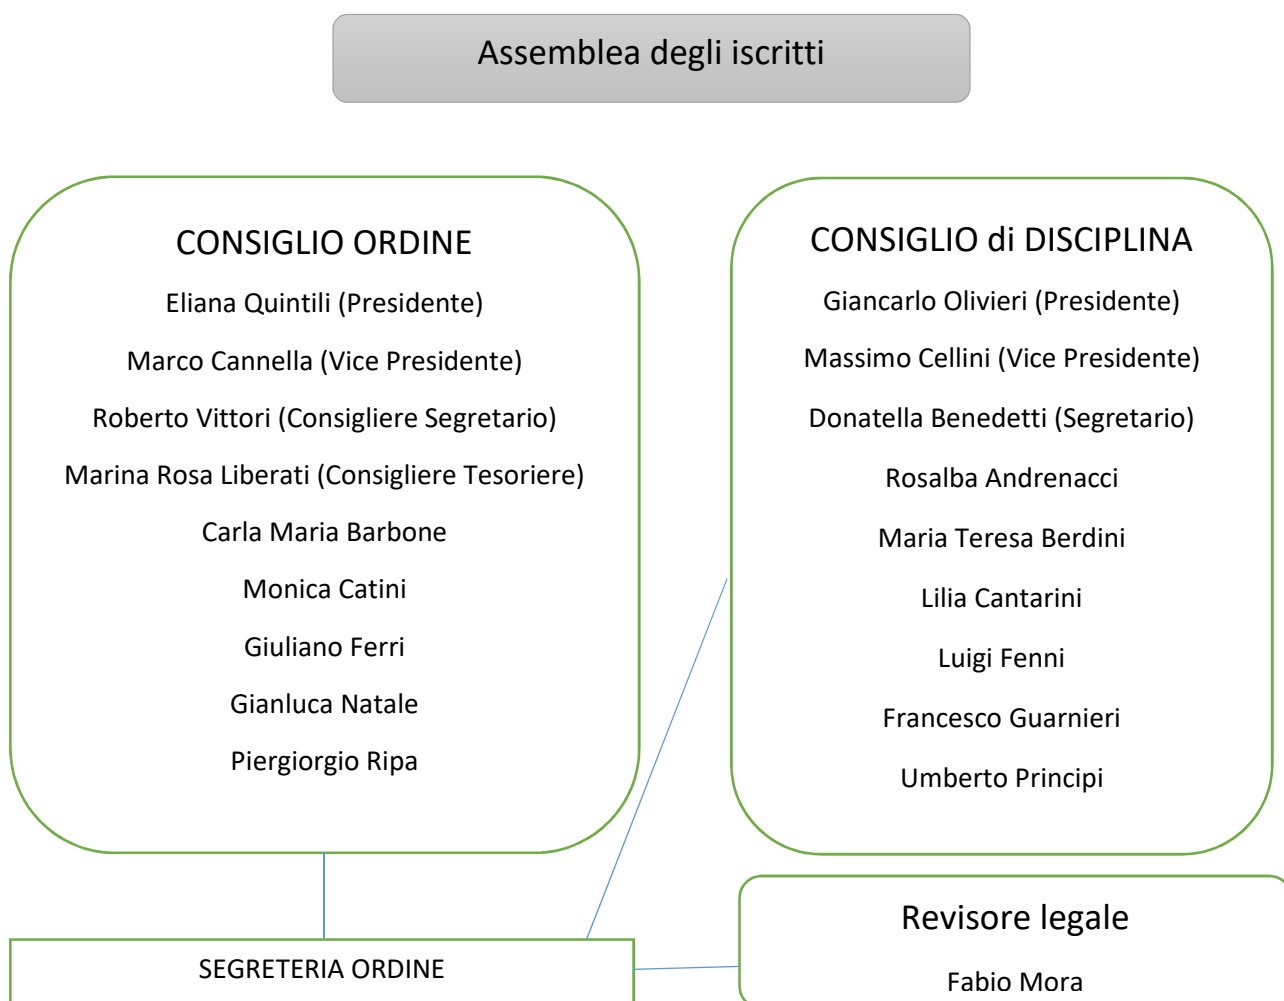 Assemblea degli iscritti
CONSIGLIO ORDINE
Eliana Quintili (Presidente)
Marco Cannella (Vice Presidente)
Roberto Vittori (Consigliere Segretario)
Marina Rosa Liberati (Consigliere Tesoriere)
Carla Maria Barbone
Monica Catini
Giuliano Ferri
Gianluca Natale
Piergiorgio Ripa
CONSIGLIO di DISCIPLINA
Giancarlo Olivieri (Presidente)
Massimo Cellini (Vice Presidente)
Donatella Benedetti (Segretario)
Rosalba Andrenacci
Maria Teresa Berdini
Lilia Cantarini
Luigi Fenni
Francesco Guarnieri
Umberto Principi
SEGRETERIA ORDINE
Revisore legale
Fabio Mora